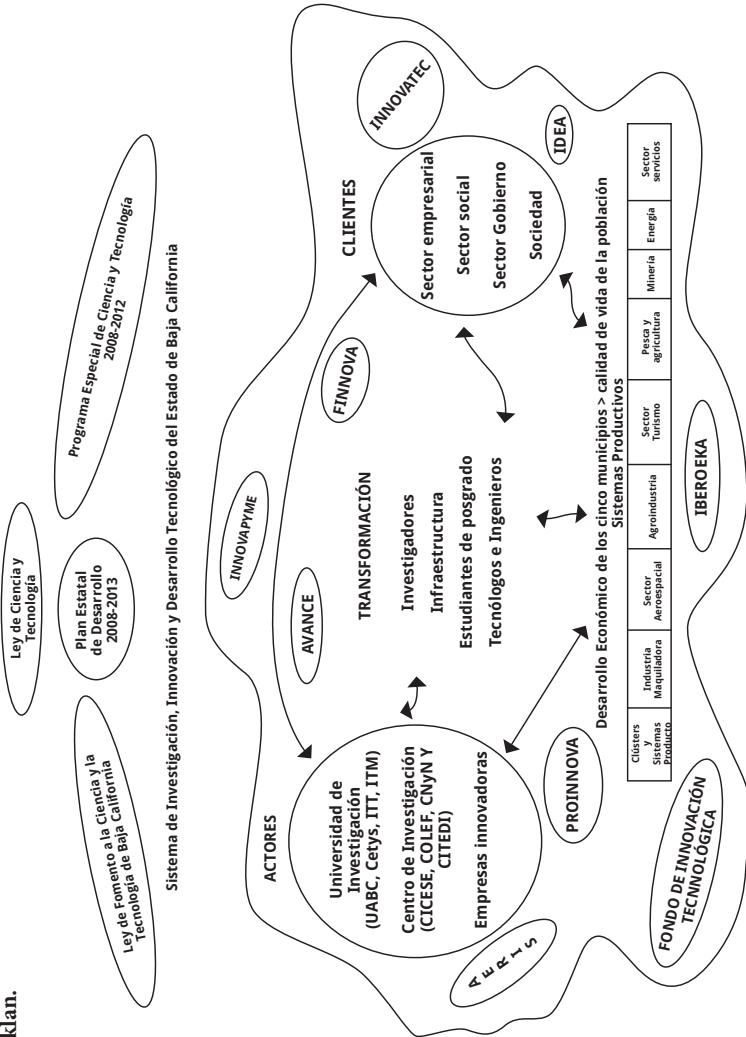 klan.
Ley de Ciencia y
Tecnología
Ley de Fomento a la Ciencia y la
Tecnología de Baja California
Plan Estatal
de Desarrollo
2008-2013
Programa Especial de Ciencia y Tecnología
2008-2012
Sistema de Investigación, Innovación y Desarrollo Tecnológico del Estado de Baja California
ACTORES
INNOVAPYME
CLIENTES
INNOVATEC
AVANCE
FINNOVA
Universidad de
Investigación
(UABC, Cetys, ITT, ITM)
Centro de Investigación
(CICESE, COLEF, CNyN Y
CITEDI)
Empresas innovadoras
TRANSFORMACIÓN
Investigadores
Infraestructura
Estudiantes de posgrado
Tecnólogos e Ingenieros
Sector empresarial
Sector social
Sector Gobierno
Sociedad
AERIS
PROINNOVA
IDEA
Desarrollo Económico de los cinco municipios > calidad de vida de la población
Sistemas Productivos
Clústers
y
Sistemas
Producto
Industria
Maquiladora
Sector
Aeroespacial
Agroindustria
Sector
Turismo
Pesca y
agricultura
Minería
Energía
Sector
servicios
FONDO DE INNOVACIÓN
TECNNOLÓGICA
IBEROEKA